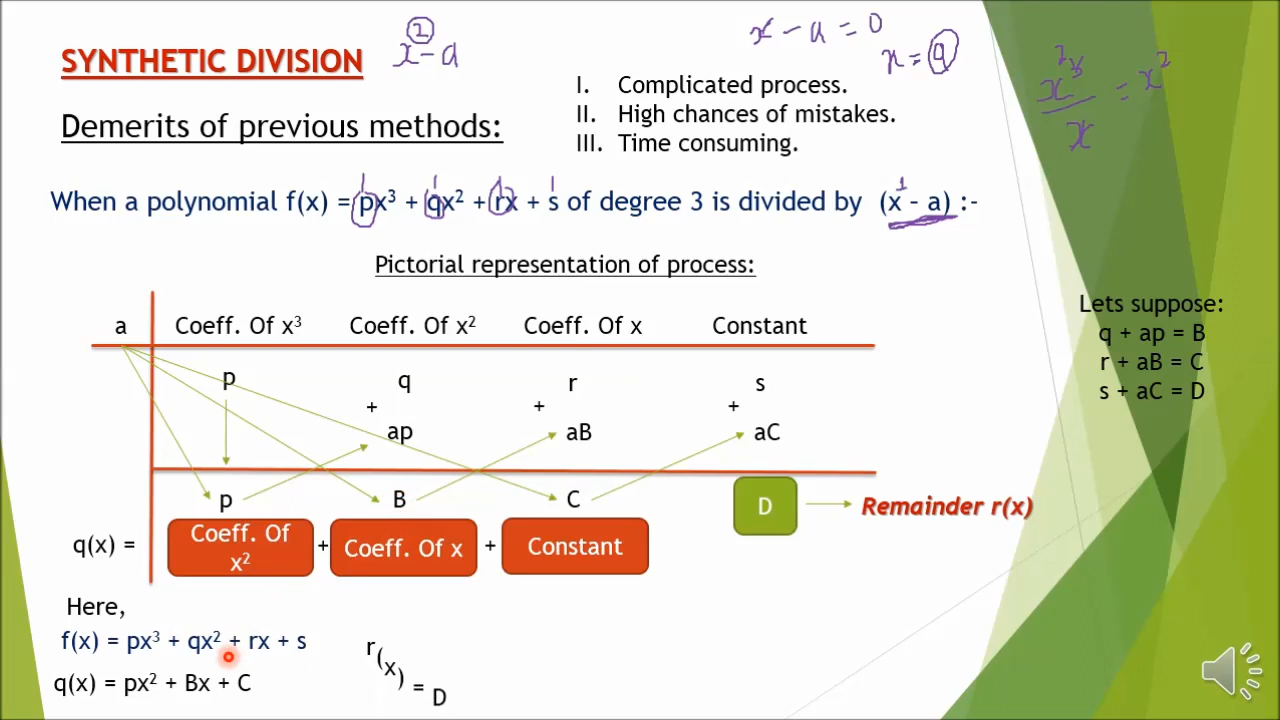 SYNTHETIC DIVISION
x - a
x - a = 0
x = a
x³/x = x²
I. Complicated process.
II. High chances of mistakes.
III. Time consuming.
Demerits of previous methods:
When a polynomial f(x) = px³ + qx² + rx + s of degree 3 is divided by (x – a) :-
Pictorial representation of process:
a Coeff. Of x³ Coeff. Of x² Coeff. Of x Constant
Lets suppose:
q + ap = B
r + aB = C
s + aC = D
p q r s
+ + +
ap aB aC
p B C D Remainder r(x)
q(x) = Coeff. Of x² + Coeff. Of x + Constant
Here,
f(x) = px³ + qx² + rx + s
q(x) = px² + Bx + C
r(x) = D